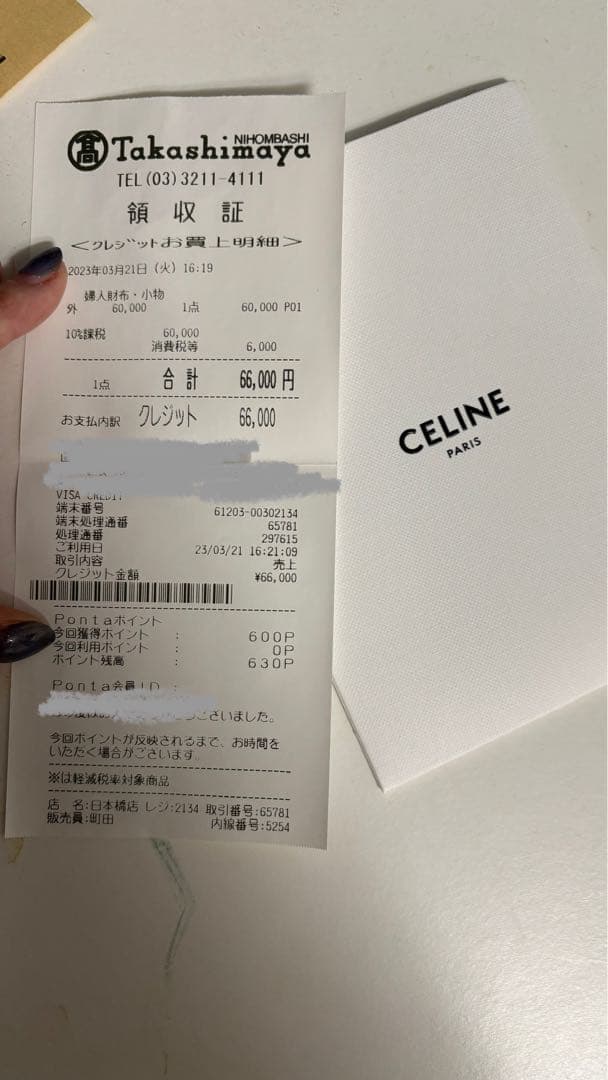 髙 Takashimaya NIHOMBASHI
TEL (03) 3211-4111
領 収 証
<クレジットお買上明細>
2023年03月21日 (火) 16:19
婦人財布・小物
外 60,000 1点 60,000 P01
10%課税 60,000
消費税等 6,000
1点 合 計 66,000 円
お支払内訳 クレジット 66,000
VISA CREDIT
端末番号 61203-00302134
端末処理通番 65781
処理通番 297615
ご利用日 23/03/21 16:21:09
取引内容 売上
クレジット金額 ¥66,000
Pontaポイント
今回獲得ポイント : 600P
今回利用ポイント : 0P
ポイント残高 : 630P
Ponta会員ID :
ございました。
今回ポイントが反映されるまで、お時間を
いただく場合がございます。
※は軽減税率対象商品
店 名:日本橋店 レジ:2134 取引番号:65781
販売員:町田 内線番号:5254
CELINE
PARIS